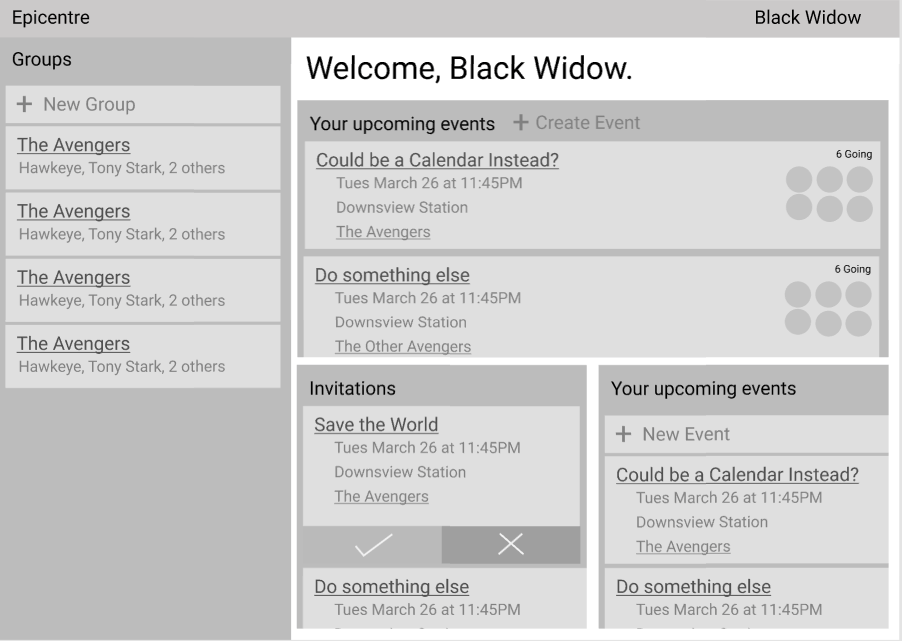 Epicentre
Black Widow
Groups
+ New Group
The Avengers
Hawkeye, Tony Stark, 2 others
The Avengers
Hawkeye, Tony Stark, 2 others
The Avengers
Hawkeye, Tony Stark, 2 others
The Avengers
Hawkeye, Tony Stark, 2 others
Welcome, Black Widow.
Your upcoming events + Create Event
Could be a Calendar Instead?
6 Going
Tues March 26 at 11:45PM
Downsview Station
The Avengers
Do something else
6 Going
Tues March 26 at 11:45PM
Downsview Station
The Other Avengers
Invitations
Save the World
Tues March 26 at 11:45PM
Downsview Station
The Avengers
Do something else
Tues March 26 at 11:45PM
Your upcoming events
+ New Event
Could be a Calendar Instead?
Tues March 26 at 11:45PM
Downsview Station
The Avengers
Do something else
Tues March 26 at 11:45PM